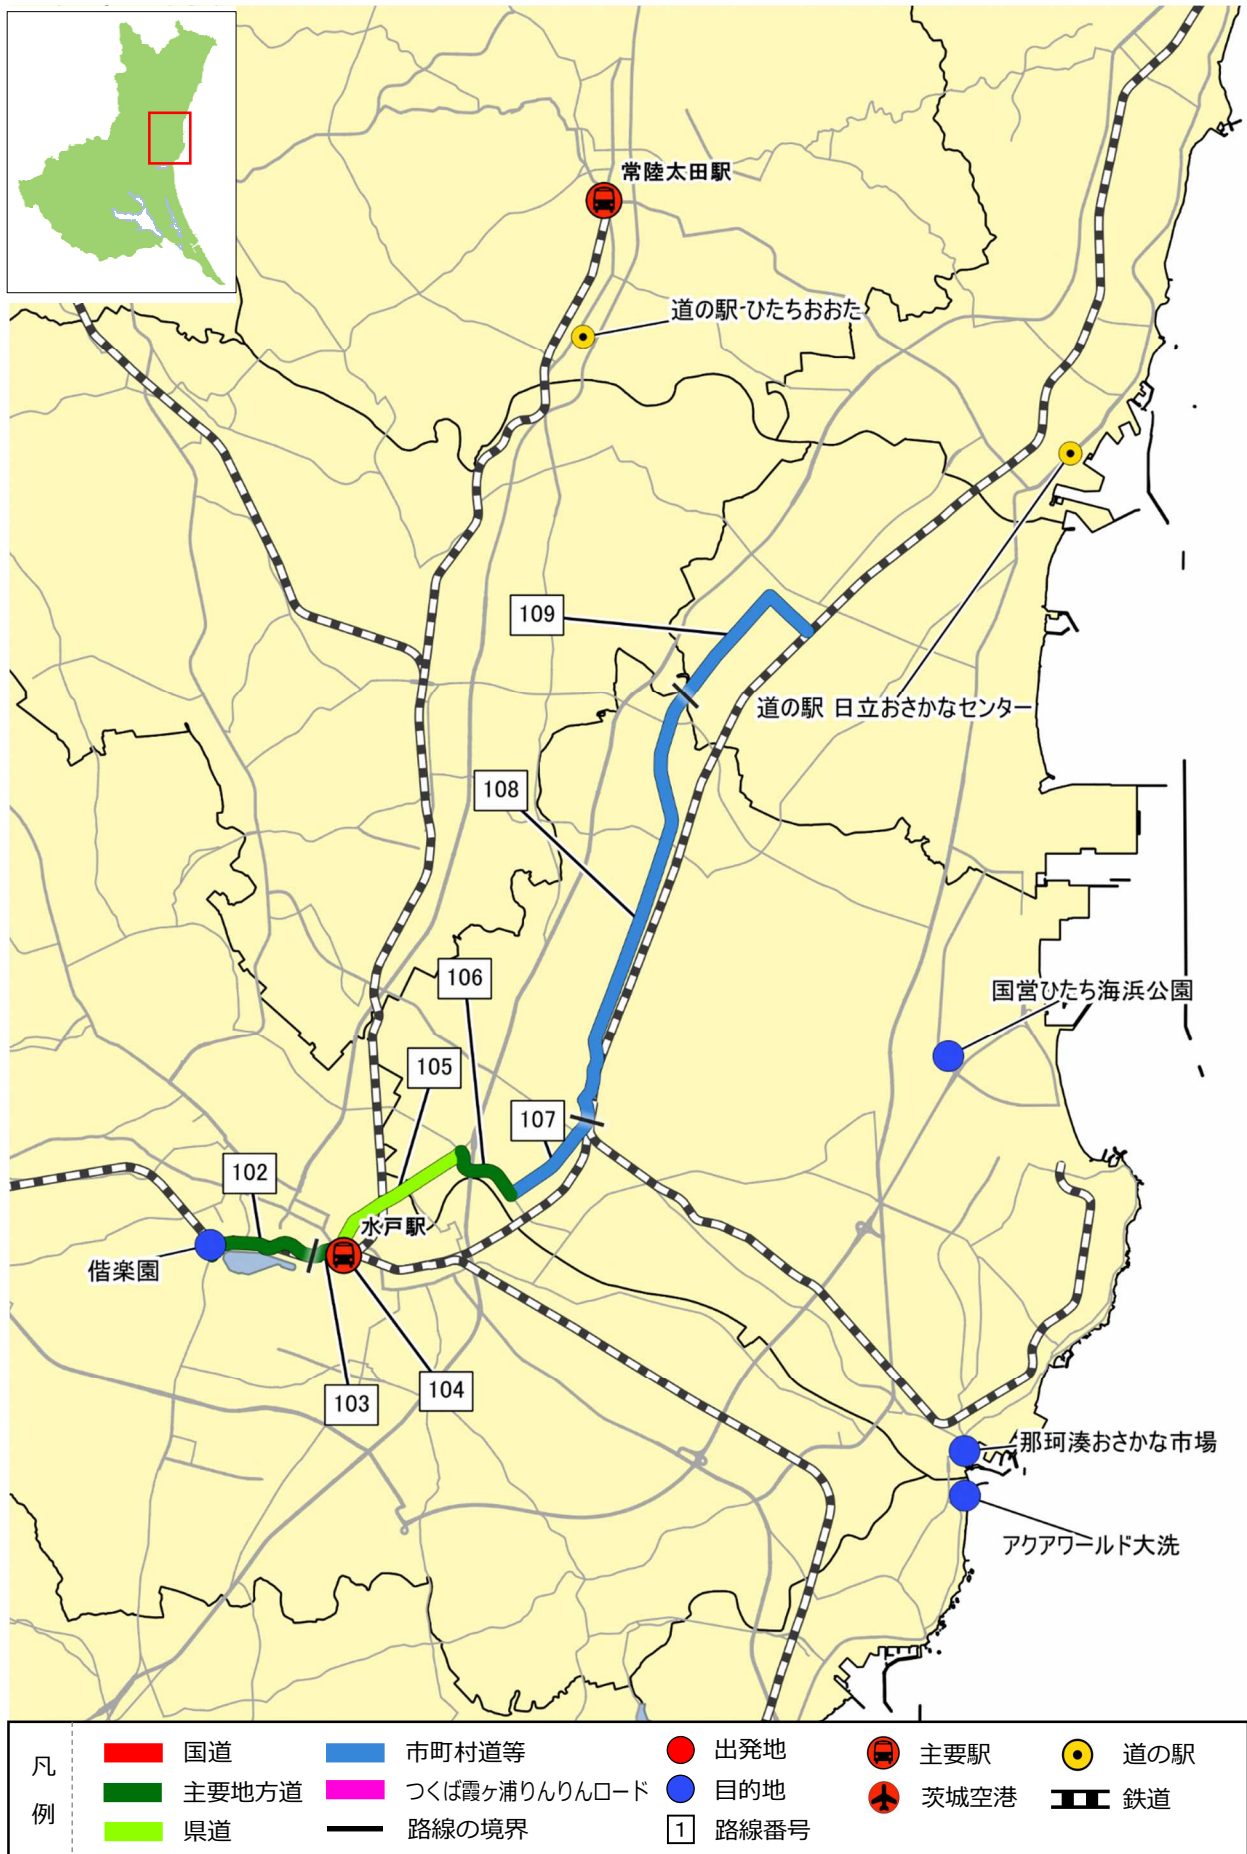 常陸太田駅
道の駅 ひたちおおた
109
道の駅 日立おさかなセンター
108
106
国営ひたち海浜公園
105
107
102
水戸駅
偕楽園
103
104
那珂湊おさかな市場
アクアワールド大洗
凡例
国道
市町村道等
出発地
主要駅
道の駅
主要地方道
つくば霞ヶ浦りんりんロード
目的地
茨城空港
鉄道
県道
路線の境界
1 路線番号